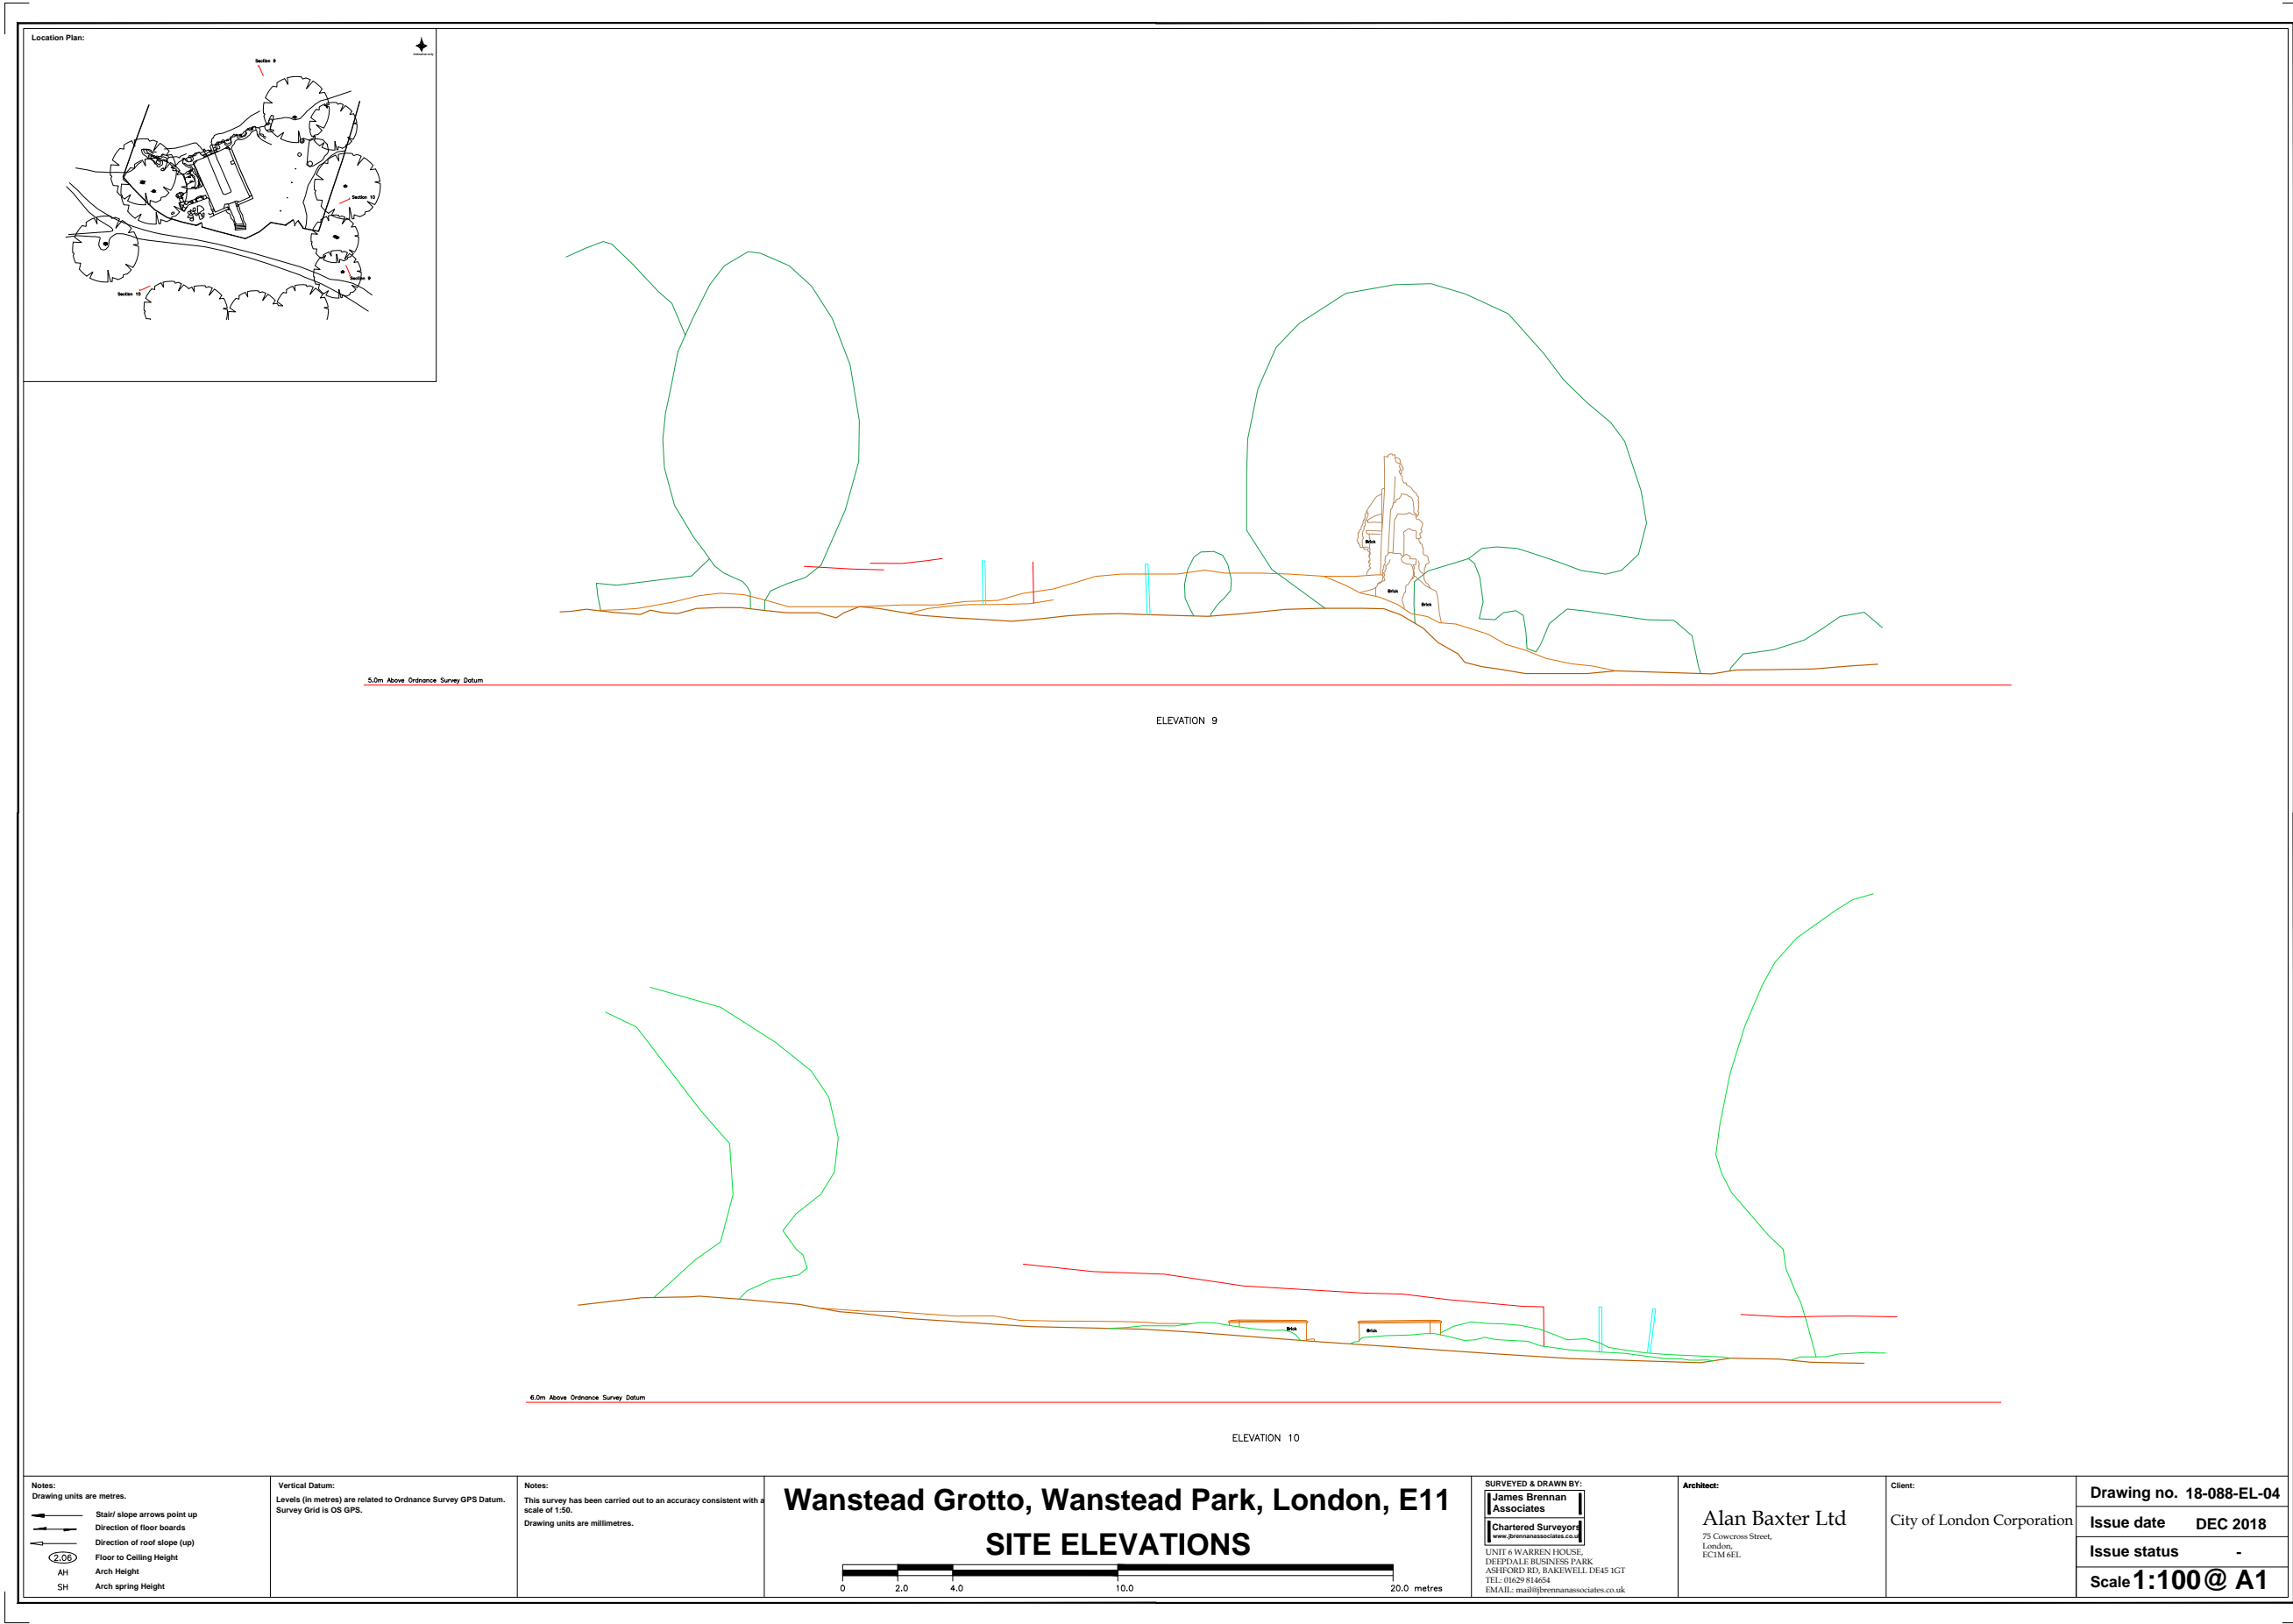 Location Plan:
Section 9
Section 10
Section 9
Section 10
Brick
Brick
Brick
5.0m Above Ordnance Survey Datum
ELEVATION 9
Brick
Brick
6.0m Above Ordnance Survey Datum
ELEVATION 10
Notes:
Drawing units are metres.
Stair/ slope arrows point up
Direction of floor boards
Direction of roof slope (up)
2.06 Floor to Ceiling Height
AH Arch Height
SH Arch spring Height
Vertical Datum:
Levels (in metres) are related to Ordnance Survey GPS Datum.
Survey Grid is OS GPS.
Notes:
This survey has been carried out to an accuracy consistent with a
scale of 1:50.
Drawing units are millimetres.
Wanstead Grotto, Wanstead Park, London, E11
SITE ELEVATIONS
0 2.0 4.0 10.0 20.0 metres
SURVEYED & DRAWN BY:
James Brennan
Associates
Chartered Surveyors
www.jbrennanassociates.co.uk
UNIT 6 WARREN HOUSE,
DEEPDALE BUSINESS PARK
ASHFORD RD, BAKEWELL DE45 1GT
TEL: 01629 814654
EMAIL: mail@jbrennanassociates.co.uk
Architect:
Alan Baxter Ltd
75 Cowcross Street,
London,
EC1M 6EL
Client:
City of London Corporation
Drawing no. 18-088-EL-04
Issue date DEC 2018
Issue status -
Scale 1:100@ A1